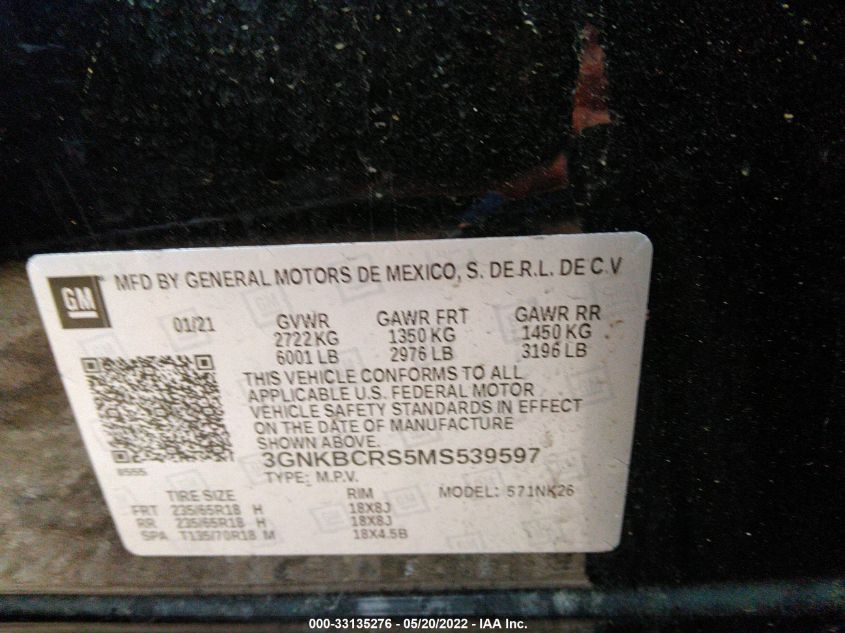 GM
MFD BY GENERAL MOTORS DE MEXICO, S. DE.R.L. DE C.V
01/21 GVWR GAWR FRT GAWR RR
2722 KG 1350 KG 1450 KG
6001 LB 2976 LB 3196 LB
THIS VEHICLE CONFORMS TO ALL
APPLICABLE U.S. FEDERAL MOTOR
VEHICLE SAFETY STANDARDS IN EFFECT
ON THE DATE OF MANUFACTURE
SHOWN ABOVE.
8555 3GNKBCRS5MS539597
TYPE: M.P.V.
TIRE SIZE RIM MODEL: 571NK26
FRT 235/65R18 H 18X8J
RR 235/65R18 H 18X8J
SPA T135/70R18 M 18X4.5B
000-33135276 - 05/20/2022 - IAA Inc.